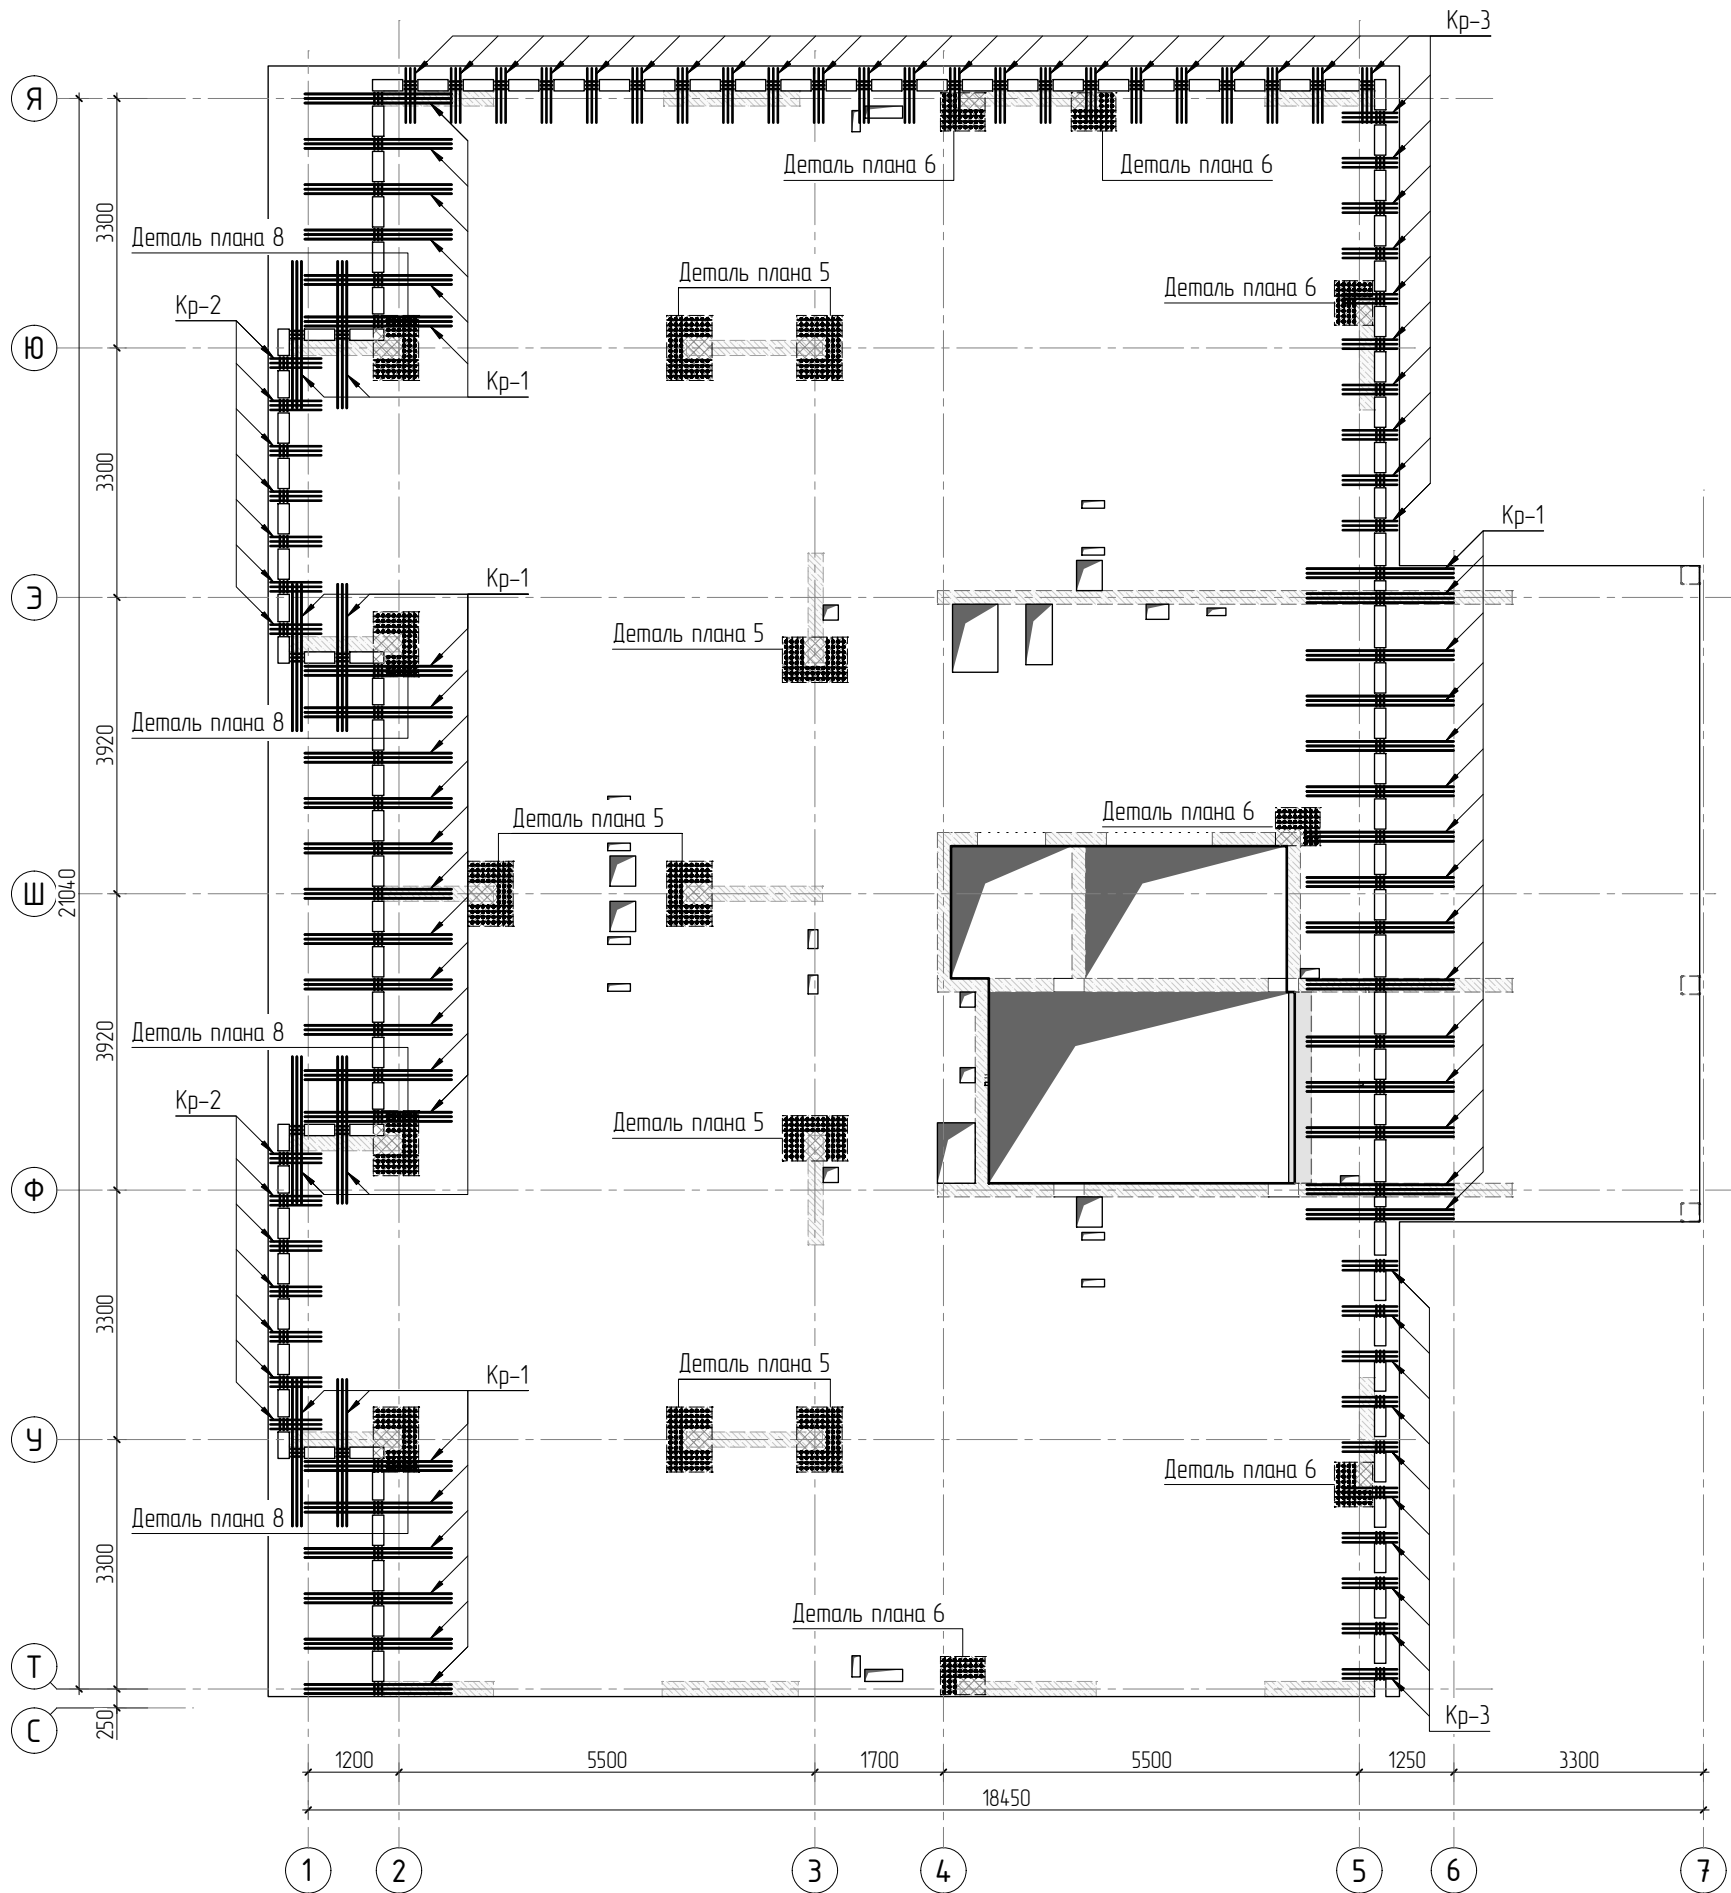 Кр-3
Я
Деталь плана 6
Деталь плана 6
3300
Деталь плана 8
Деталь плана 5
Деталь плана 6
Кр-2
Ю
Кр-1
3300
Кр-1
Кр-1
Э
Деталь плана 5
Деталь плана 8
3920
Деталь плана 5
Деталь плана 6
Ш
21040
Деталь плана 8
3920
Кр-2
Деталь плана 5
Ф
3300
Деталь плана 5
Кр-1
У
Деталь плана 6
Деталь плана 8
3300
Деталь плана 6
Т
С
250
Кр-3
1200
5500
1700
5500
1250
3300
18450
1
2
3
4
5
6
7